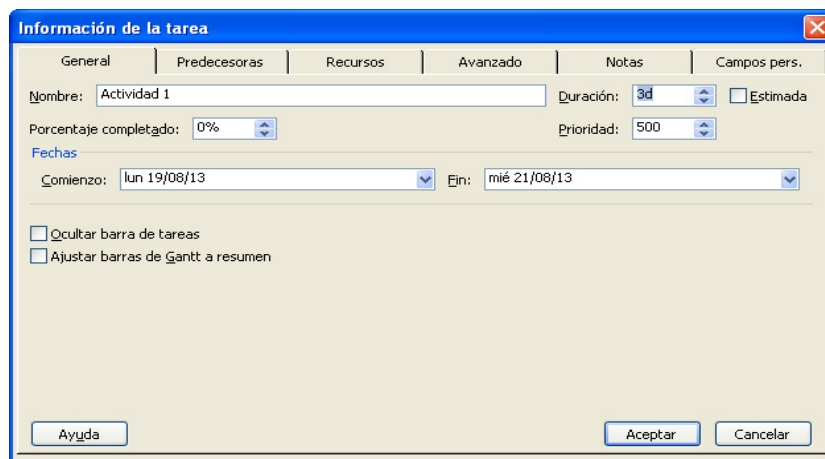 Información de la tarea
General Predecesoras Recursos Avanzado Notas Campos pers.
Nombre: Actividad 1 Duración: 3d Estimada
Porcentaje completado: 0% Prioridad: 500
Fechas
Comienzo: lun 19/08/13 Fin: mié 21/08/13
Ocultar barra de tareas
Ajustar barras de Gantt a resumen
Ayuda Aceptar Cancelar